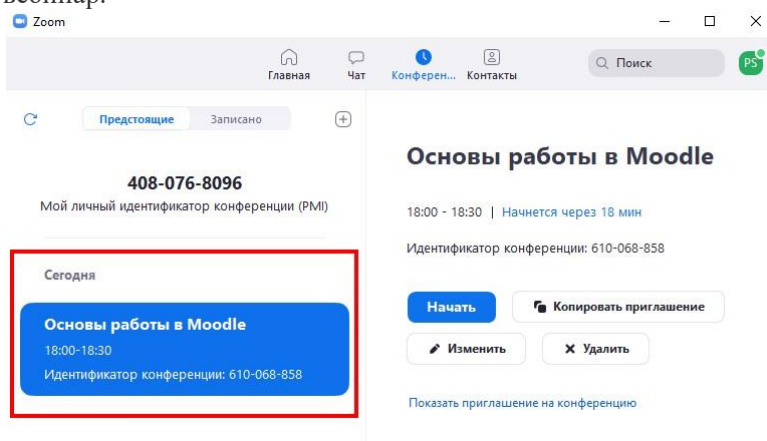 вебинар.
Zoom
Главная
Чат
Конферен...
Контакты
Поиск
PS
Предстоящие
Записано
408-076-8096
Мой личный идентификатор конференции (PMI)
Сегодня
Основы работы в Moodle
18:00-18:30
Идентификатор конференции: 610-068-858
Основы работы в Moodle
18:00 - 18:30 | Начнется через 18 мин
Идентификатор конференции: 610-068-858
Начать
Копировать приглашение
Изменить
Удалить
Показать приглашение на конференцию